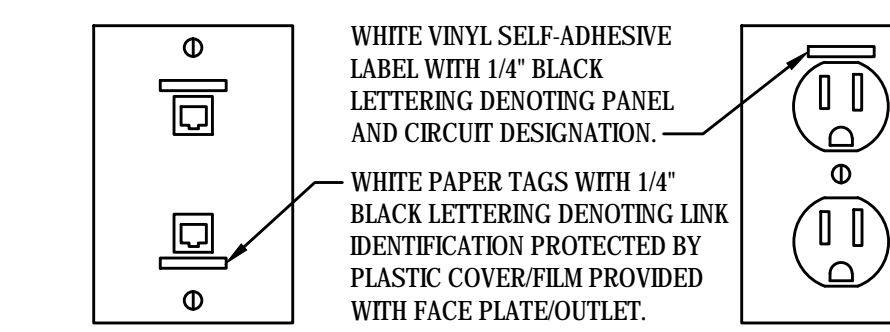 WHITE VINYL SELF-ADHESIVE
LABEL WITH 1/4" BLACK
LETTERING DENOTING PANEL
AND CIRCUIT DESIGNATION.
WHITE PAPER TAGS WITH 1/4"
BLACK LETTERING DENOTING LINK
IDENTIFICATION PROTECTED BY
PLASTIC COVER/FILM PROVIDED
WITH FACE PLATE/OUTLET.